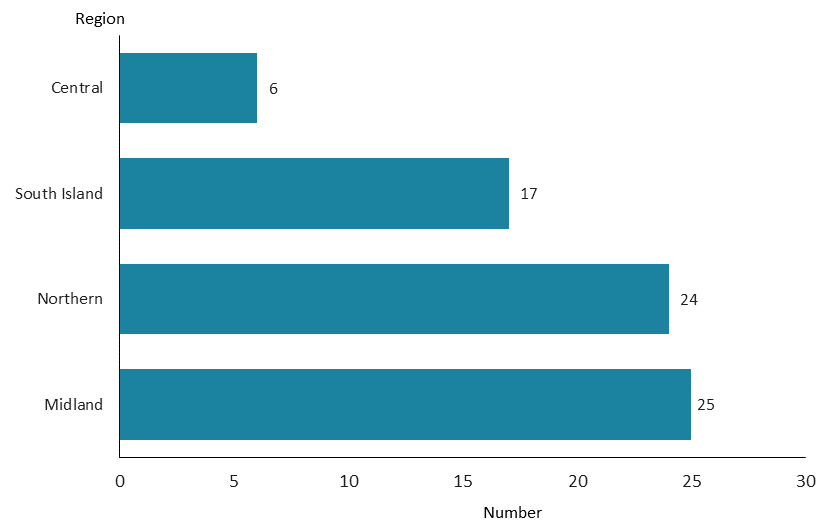 Region
Central 6
South Island 17
Northern 24
Midland 25
0 5 10 15 20 25 30
Number